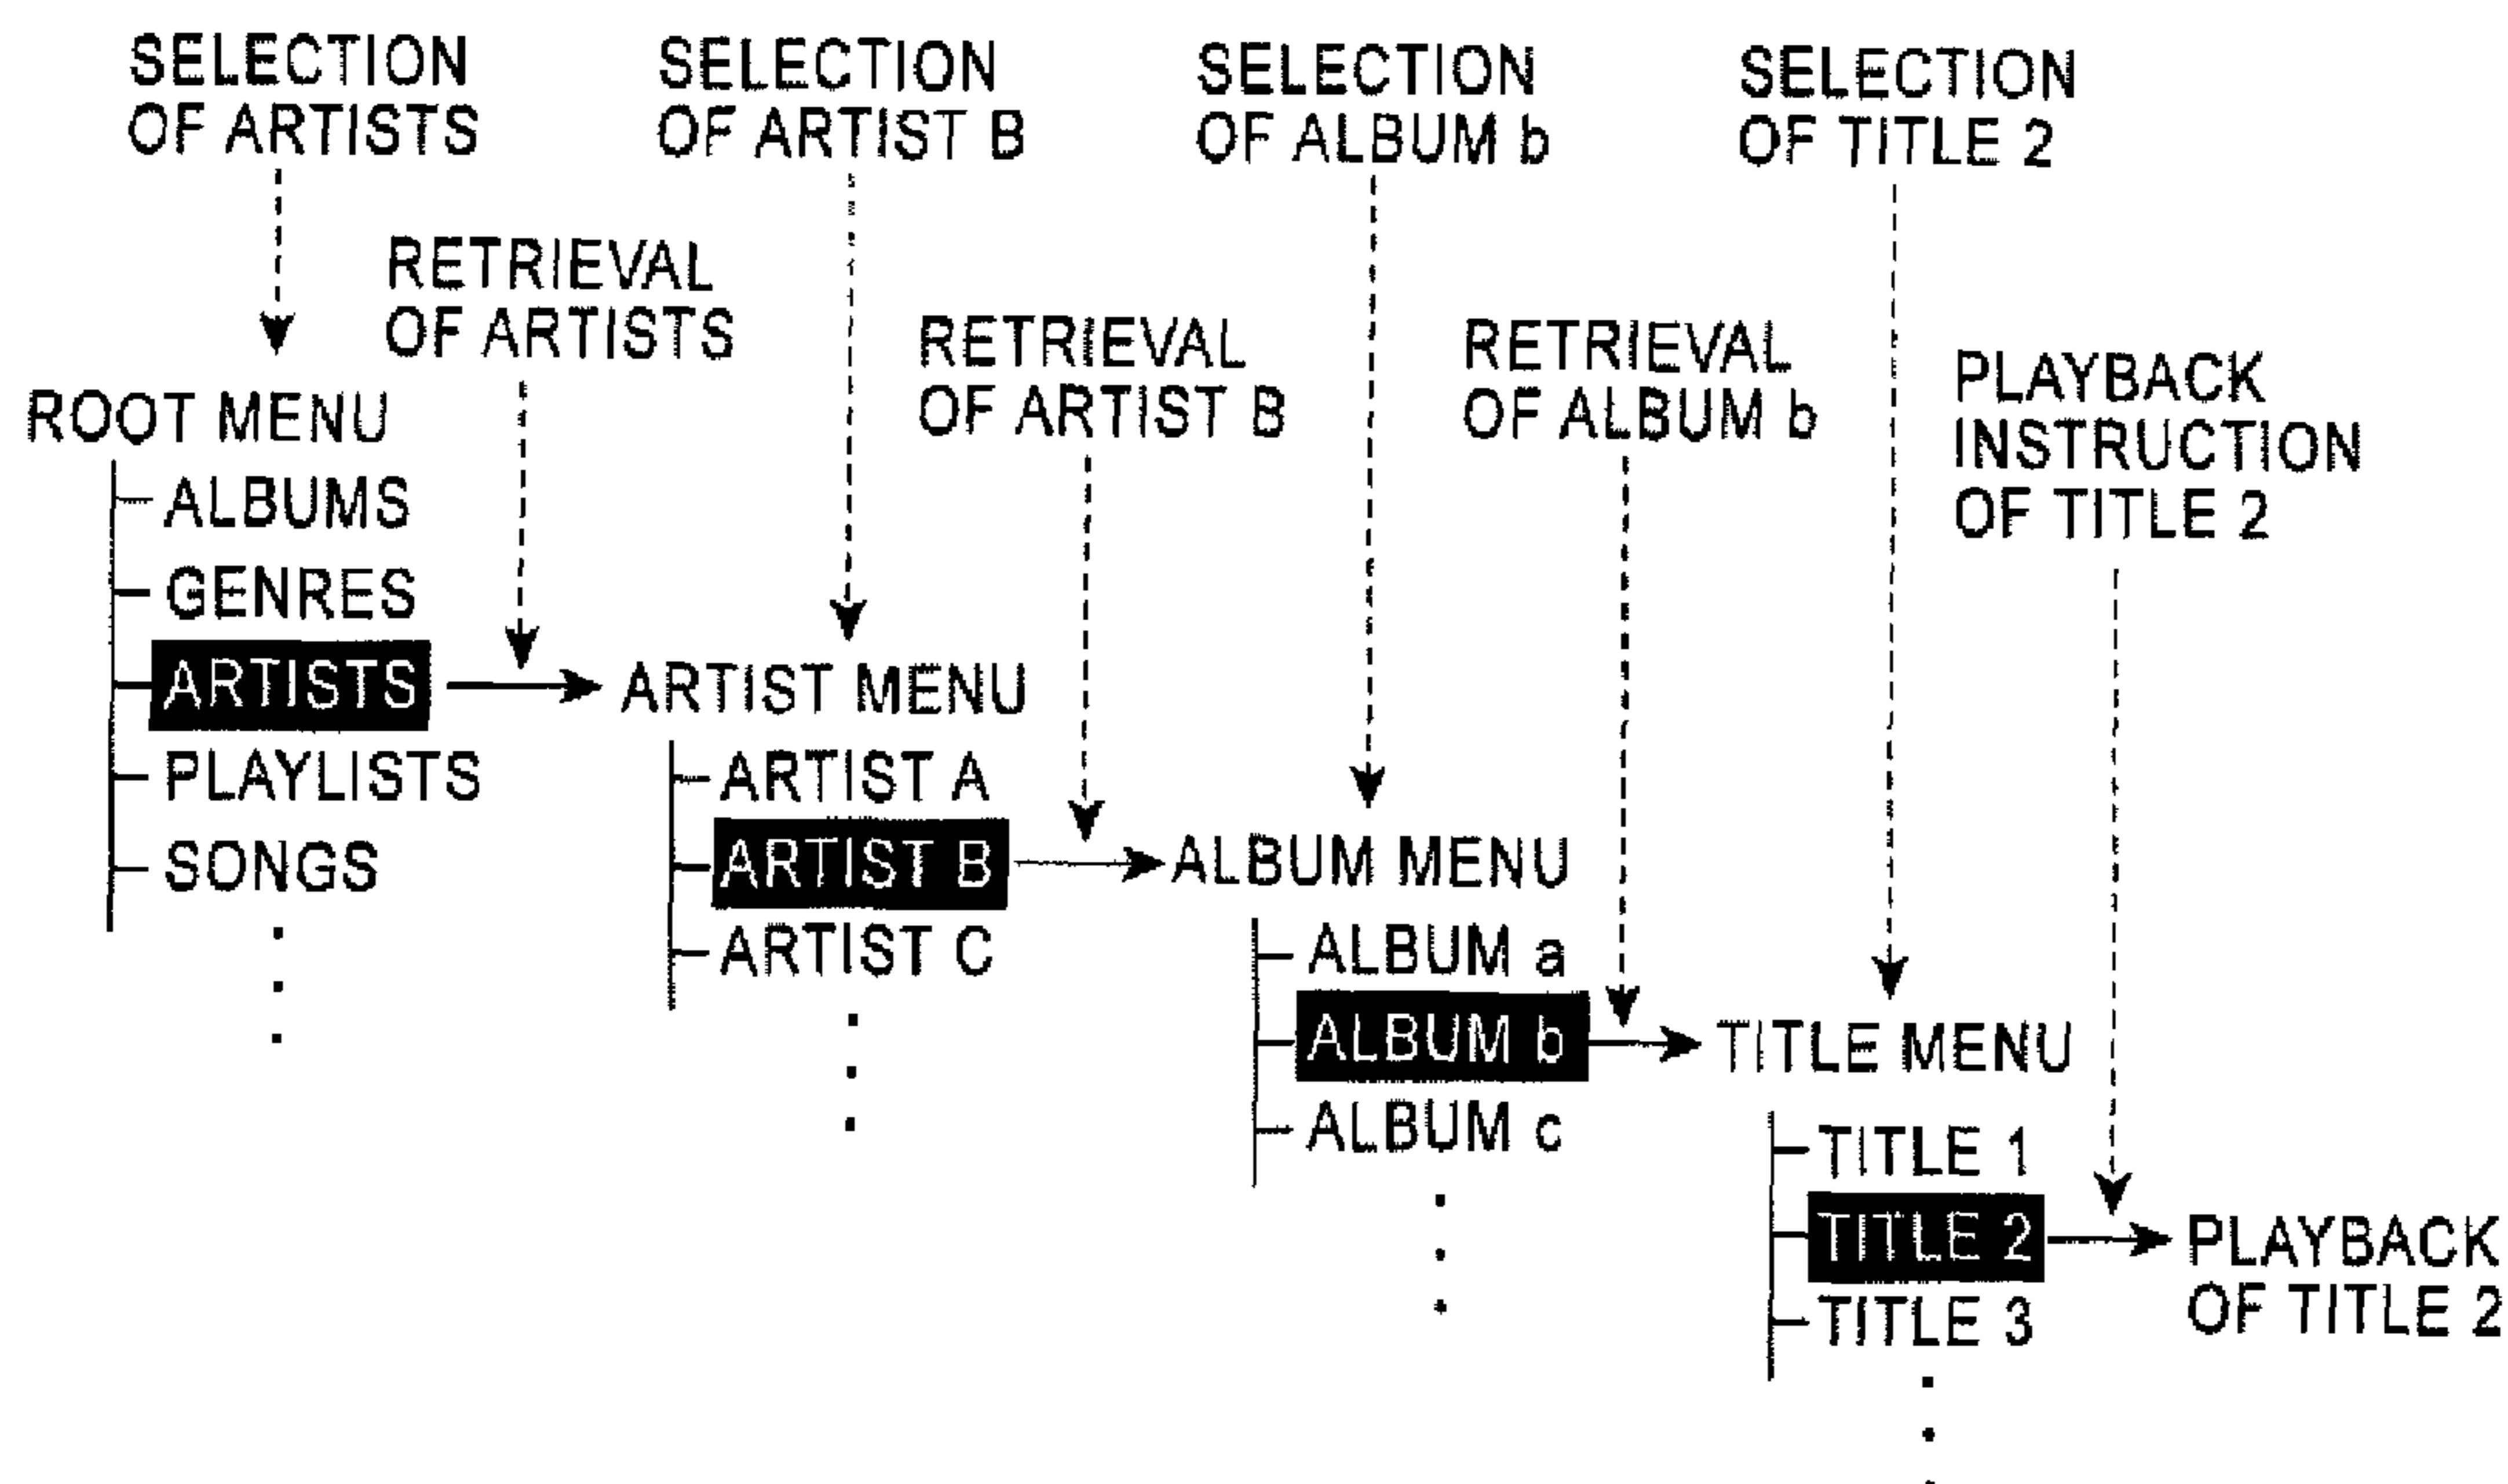 SELECTION
OF ARTISTS
SELECTION
OF ARTIST B
SELECTION
OF ALBUM b
SELECTION
OF TITLE 2
RETRIEVAL
OF ARTISTS
RETRIEVAL
OF ARTIST B
RETRIEVAL
OF ALBUM b
PLAYBACK
INSTRUCTION
OF TITLE 2
ROOT MENU
ALBUMS
GENRES
ARTISTS
PLAYLISTS
SONGS
ARTIST MENU
ARTIST A
ARTIST B
ARTIST C
ALBUM MENU
ALBUM a
ALBUM b
ALBUM c
TITLE MENU
TITLE 1
TITLE 2
TITLE 3
PLAYBACK
OF TITLE 2